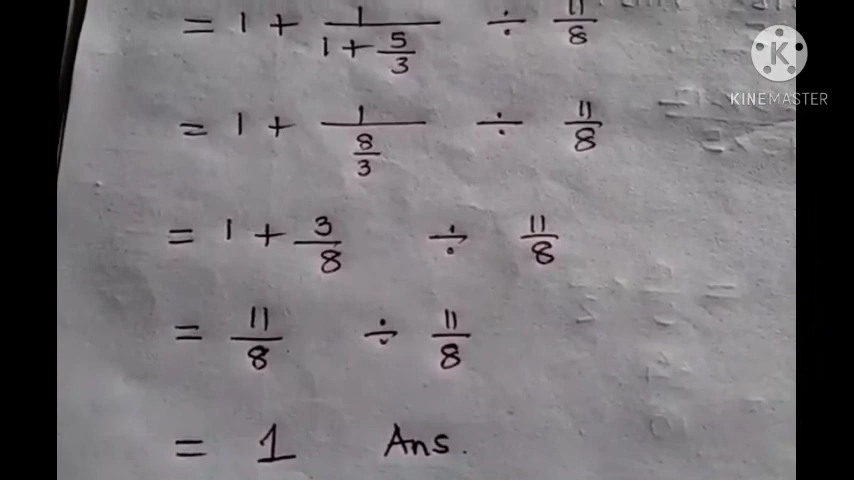 = 1 + 1/(1 + 5/3) ÷ 11/8
K
KINEMASTER
= 1 + 1/(8/3) ÷ 11/8
= 1 + 3/8 ÷ 11/8
= 11/8 ÷ 11/8
= 1 Ans.